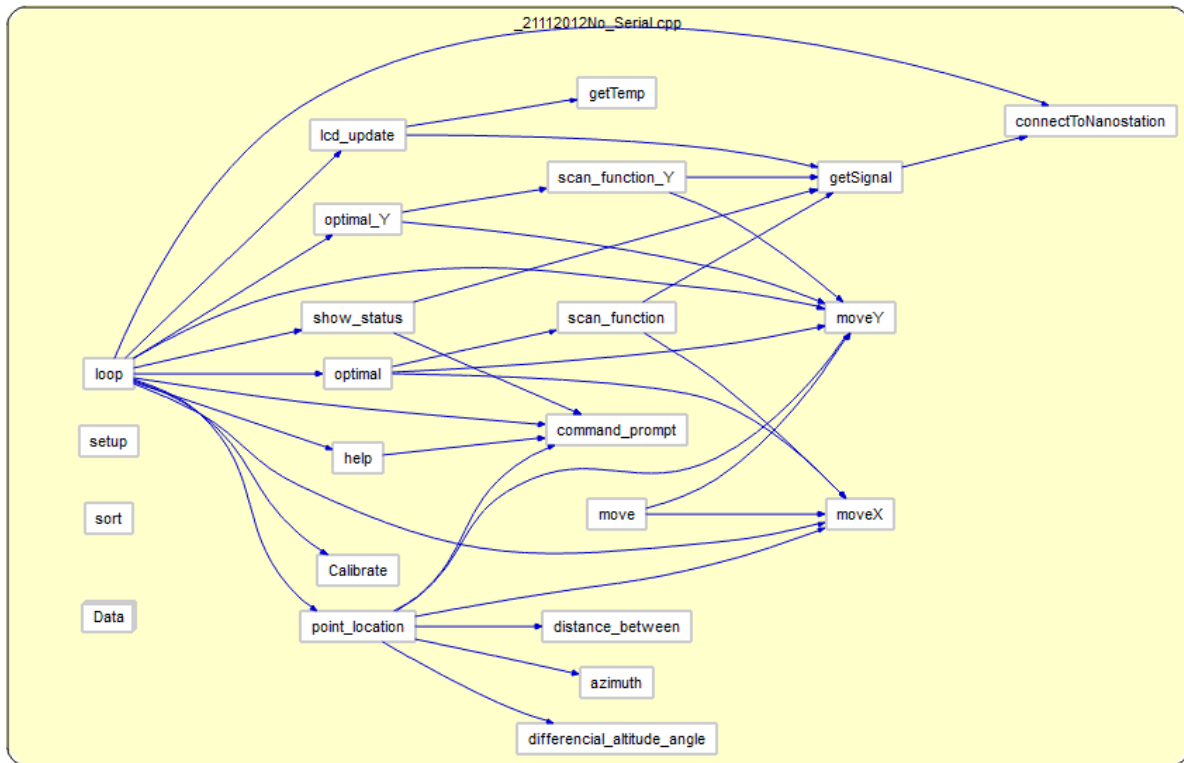 _21112012No_Serial.cpp
getTemp
connectToNanostation
lcd_update
scan_function_Y
getSignal
optimal_Y
show_status
scan_function
moveY
loop
optimal
setup
help
command_prompt
sort
move
moveX
Calibrate
Data
point_location
distance_between
azimuth
differencial_altitude_angle